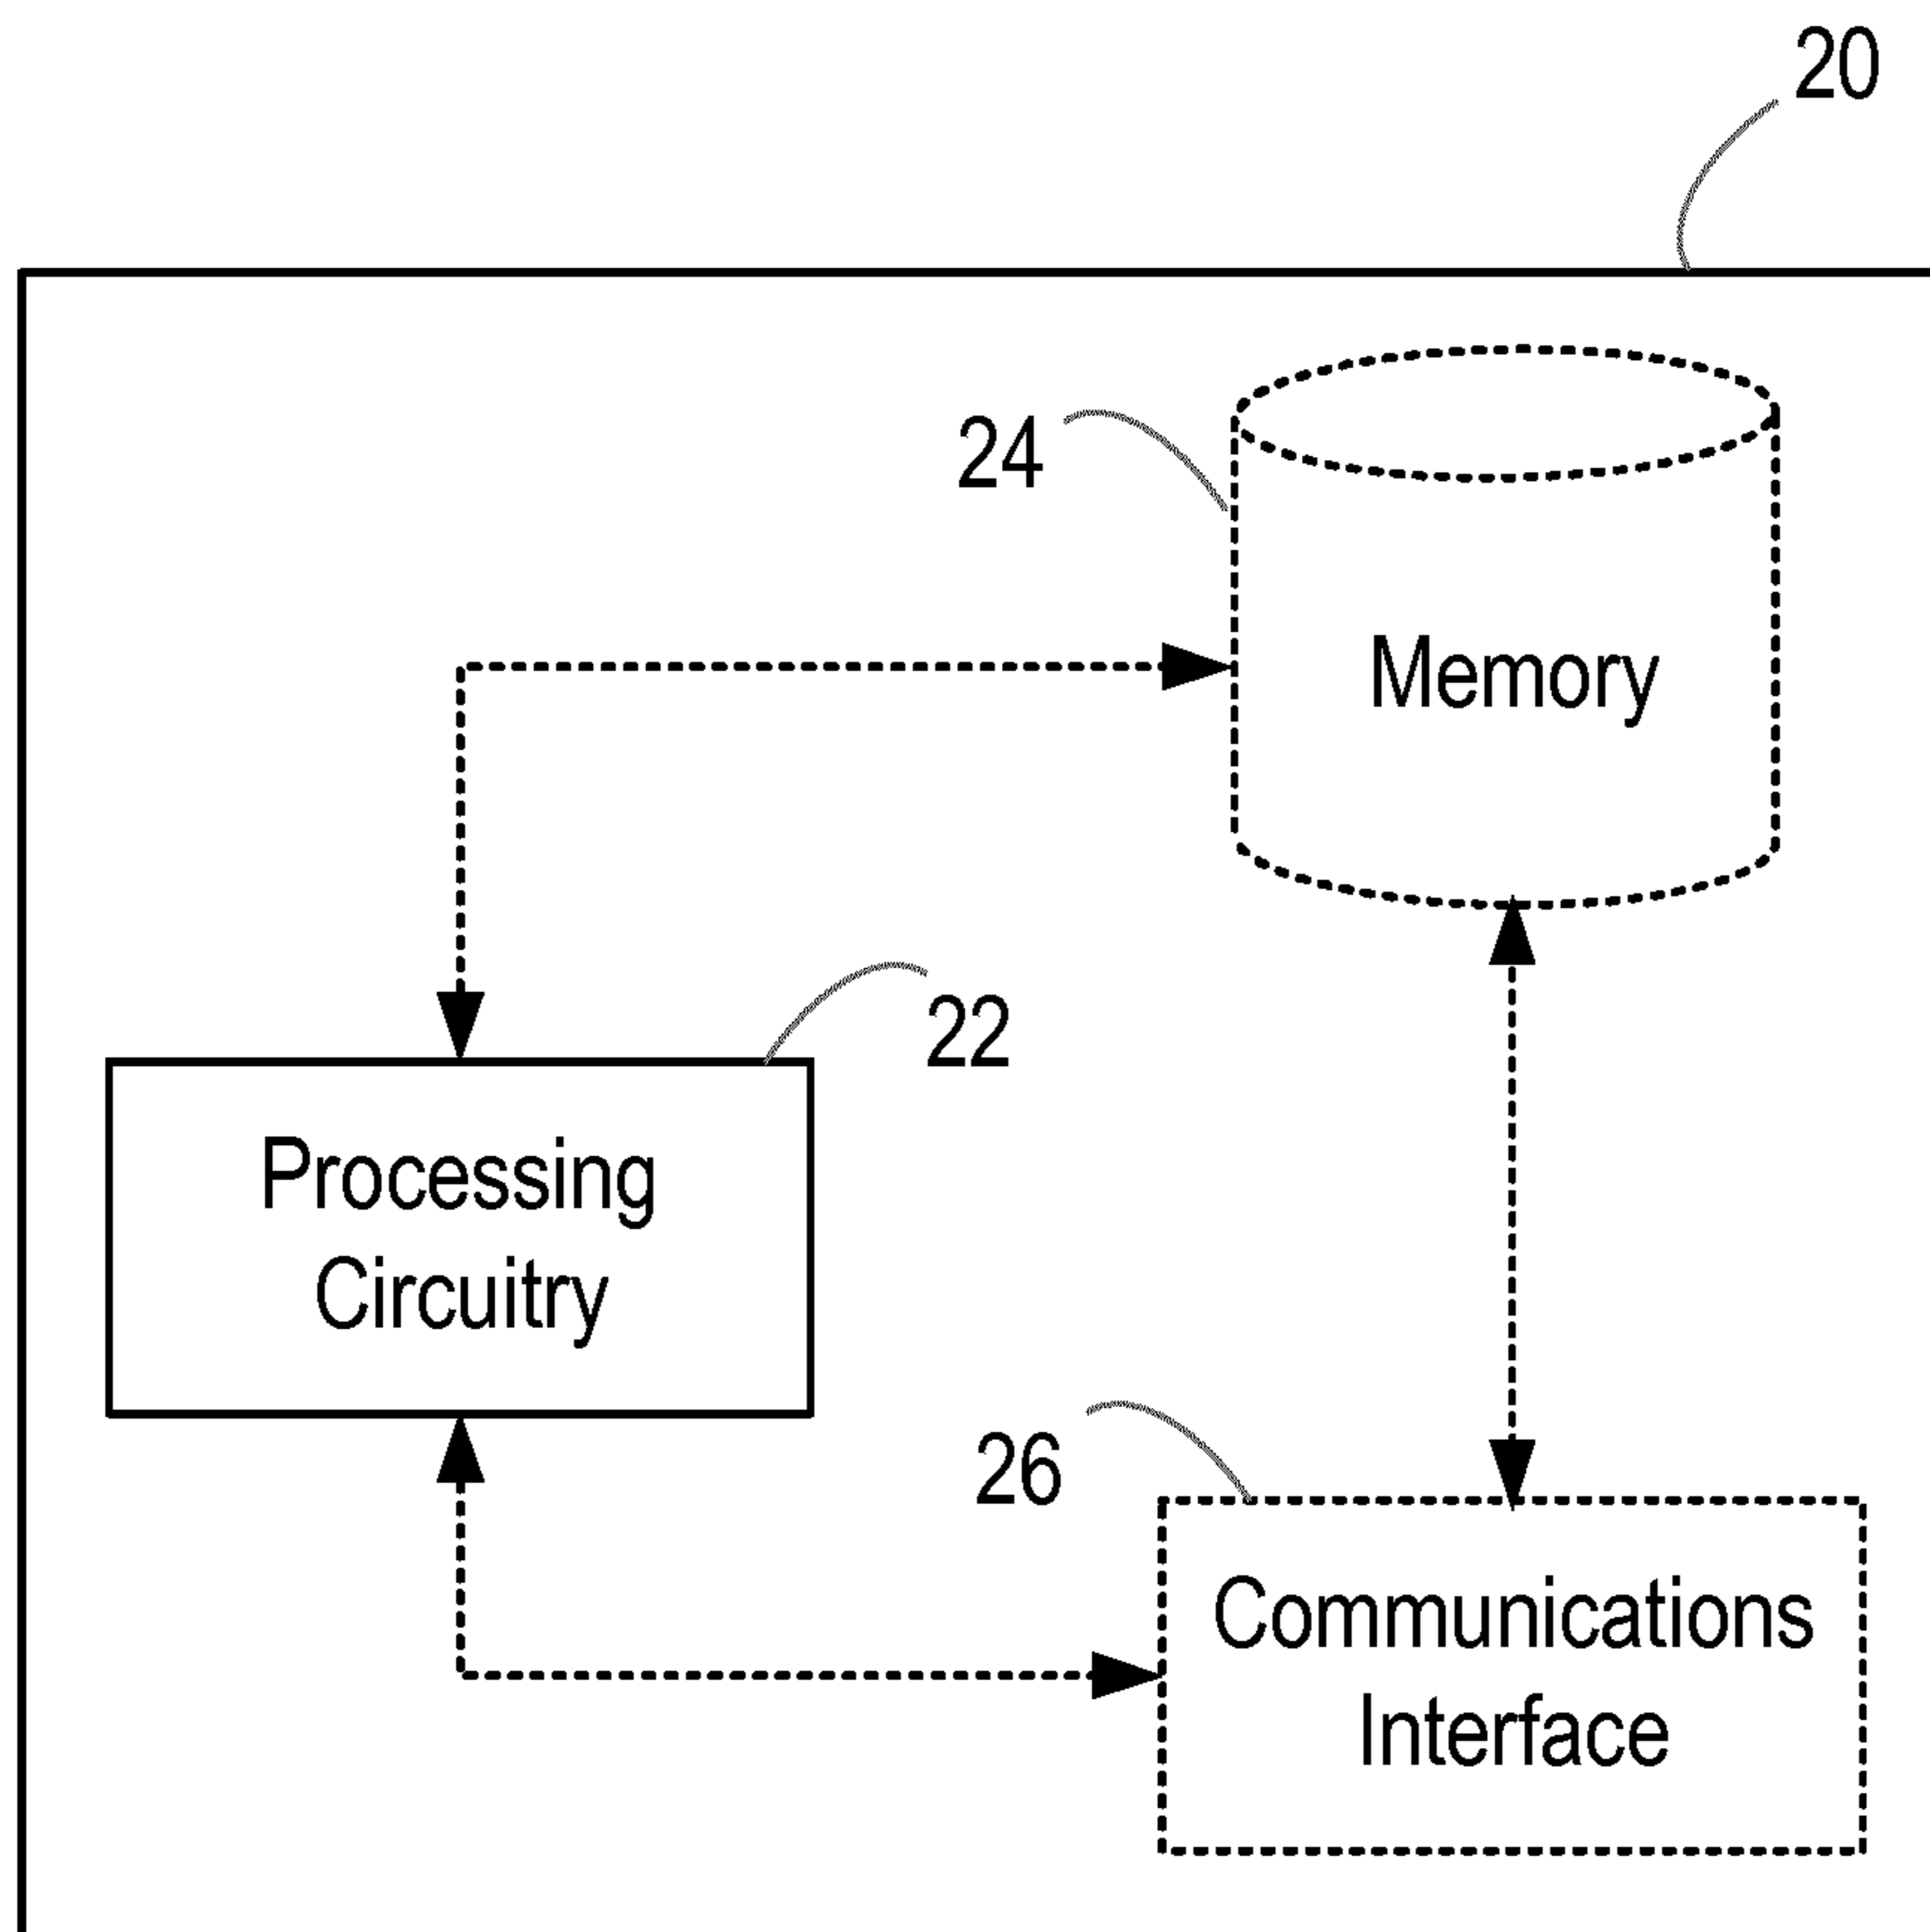 20
24
Memory
22
Processing
Circuitry
26
Communications
Interface